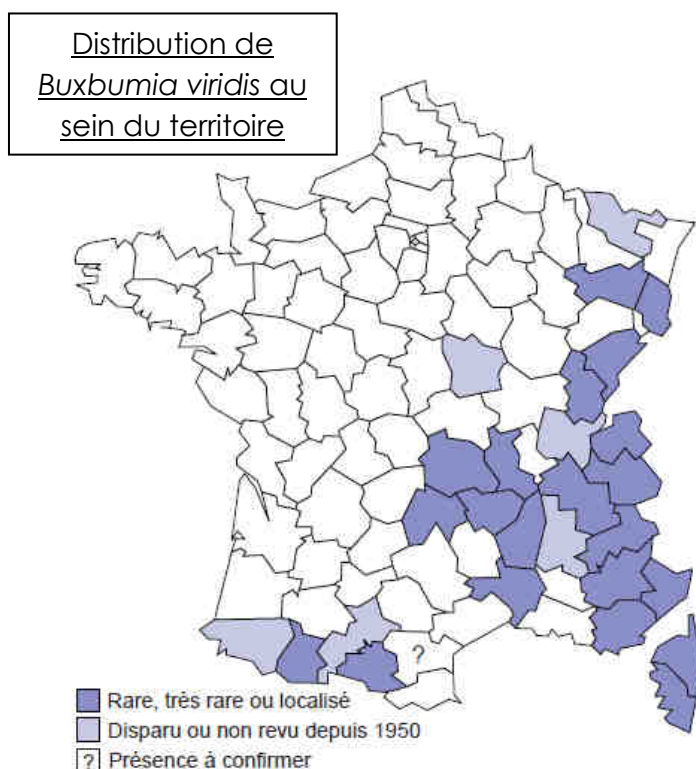 Distribution de
Buxbumia viridis au
sein du territoire
?
Rare, très rare ou localisé
Disparu ou non revu depuis 1950
? Présence à confirmer